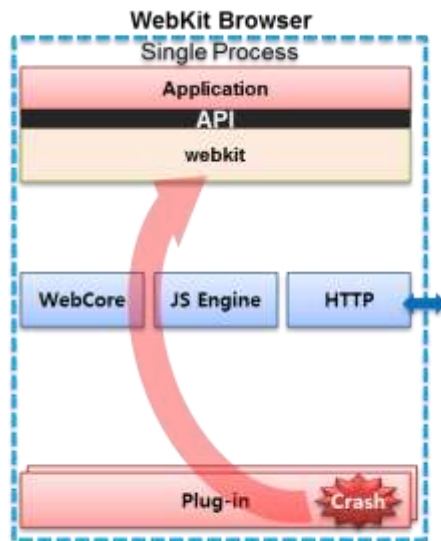 WebKit Browser
Single Process
Application
API
webkit
WebCore JS Engine HTTP
Plug-in Crash